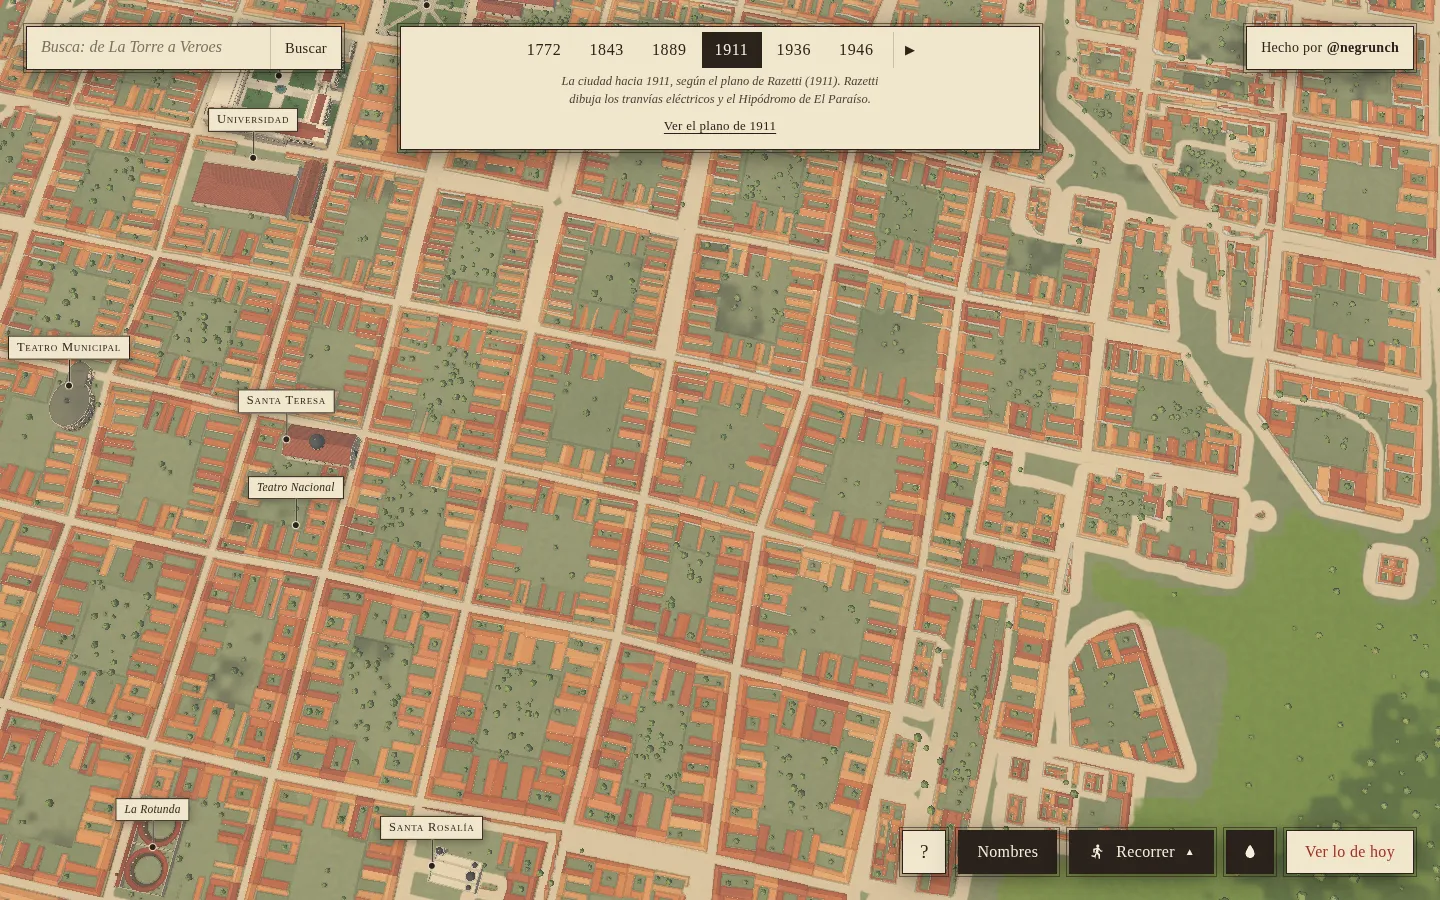 Busca: de La Torre a Veroes
Buscar
1772
1843
1889
1911
1936
1946
La ciudad hacia 1911, según el plano de Razetti (1911). Razetti
dibuja los tranvías eléctricos y el Hipódromo de El Paraíso.
Ver el plano de 1911
Hecho por @negrunch
Universidad
Teatro Municipal
Santa Teresa
Teatro Nacional
La Rotunda
Santa Rosalía
?
Nombres
Recorrer
Ver lo de hoy